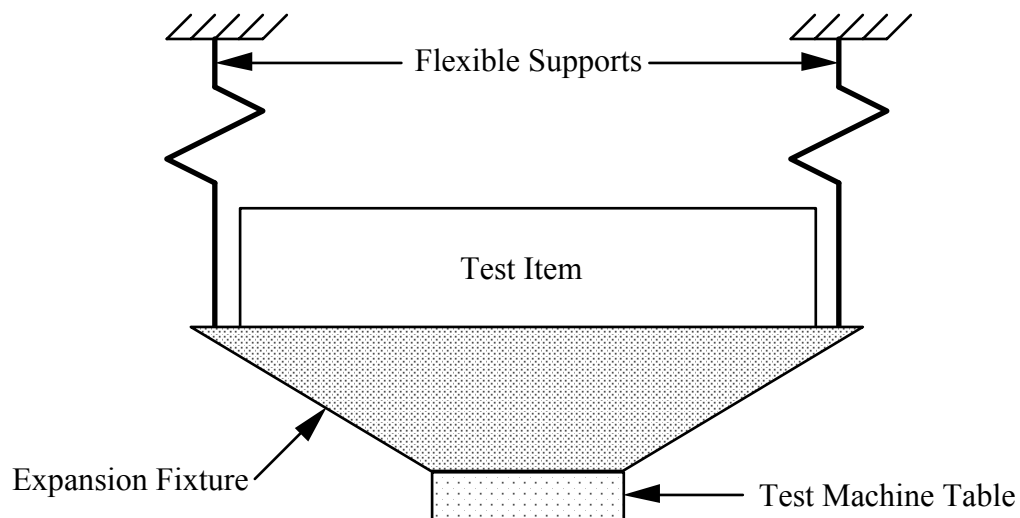 Flexible Supports
Test Item
Expansion Fixture
Test Machine Table